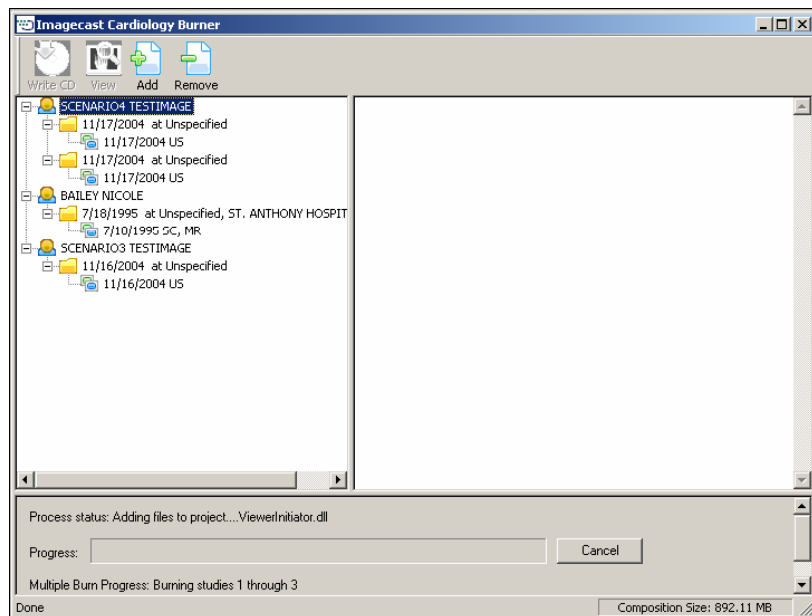 Imagecast Cardiology Burner
Write CD View Add Remove
SCENARIO4 TESTIMAGE
11/17/2004 at Unspecified
11/17/2004 US
11/17/2004 at Unspecified
11/17/2004 US
BAILEY NICOLE
7/18/1995 at Unspecified, ST. ANTHONY HOSPIT
7/10/1995 SC, MR
SCENARIO3 TESTIMAGE
11/16/2004 at Unspecified
11/16/2004 US
Process status: Adding files to project....ViewerInitiator.dll
Progress:
Cancel
Multiple Burn Progress: Burning studies 1 through 3
Done
Composition Size: 892.11 MB